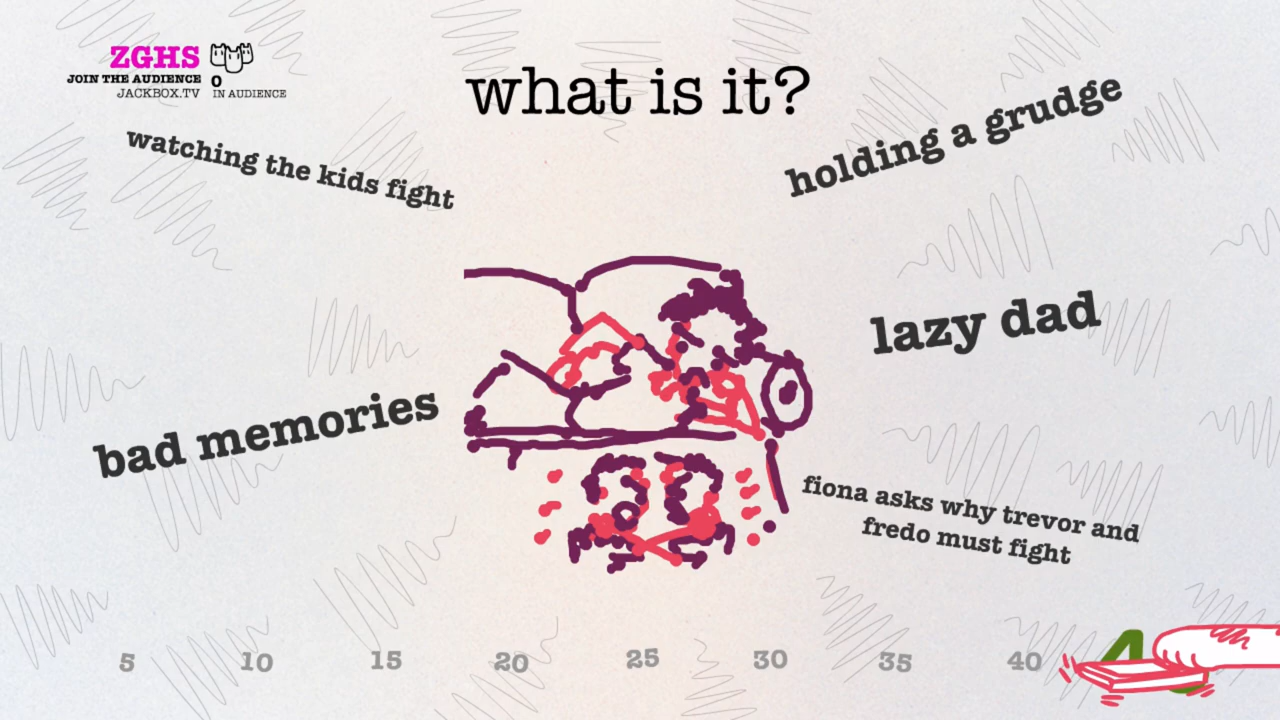 ZGHS
JOIN THE AUDIENCE
JACKBOX.TV
0
IN AUDIENCE
what is it?
watching the kids fight
holding a grudge
lazy dad
bad memories
fiona asks why trevor and
fredo must fight
5 10 15 20 25 30 35 40